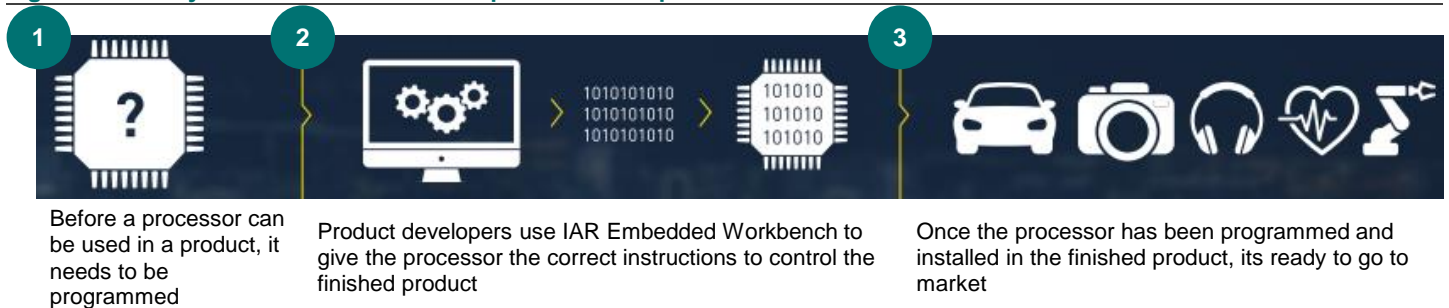 1
2
3
?
1010101010
1010101010
1010101010
101010
101010
101010
Before a processor can
be used in a product, it
needs to be
programmed
Product developers use IAR Embedded Workbench to
give the processor the correct instructions to control the
finished product
Once the processor has been programmed and
installed in the finished product, its ready to go to
market